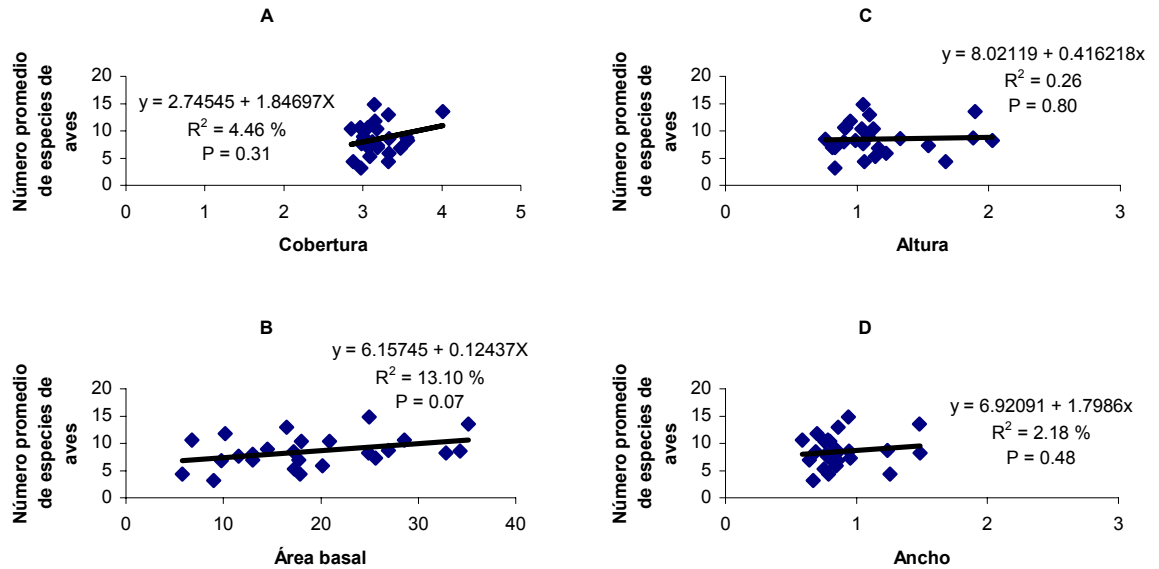 A
Número promedio
de especies de
aves
20
15
10
5
0
y = 2.74545 + 1.84697X
R² = 4.46 %
P = 0.31
0 1 2 3 4 5
Cobertura
C
Número promedio
de especies de
aves
20
15
10
5
0
y = 8.02119 + 0.416218x
R² = 0.26
P = 0.80
0 1 2 3
Altura
B
Número promedio
de especies de
aves
20
15
10
5
0
y = 6.15745 + 0.12437X
R² = 13.10 %
P = 0.07
0 10 20 30 40
Área basal
D
Número promedio
de especies de
aves
20
15
10
5
0
y = 6.92091 + 1.7986x
R² = 2.18 %
P = 0.48
0 1 2 3
Ancho